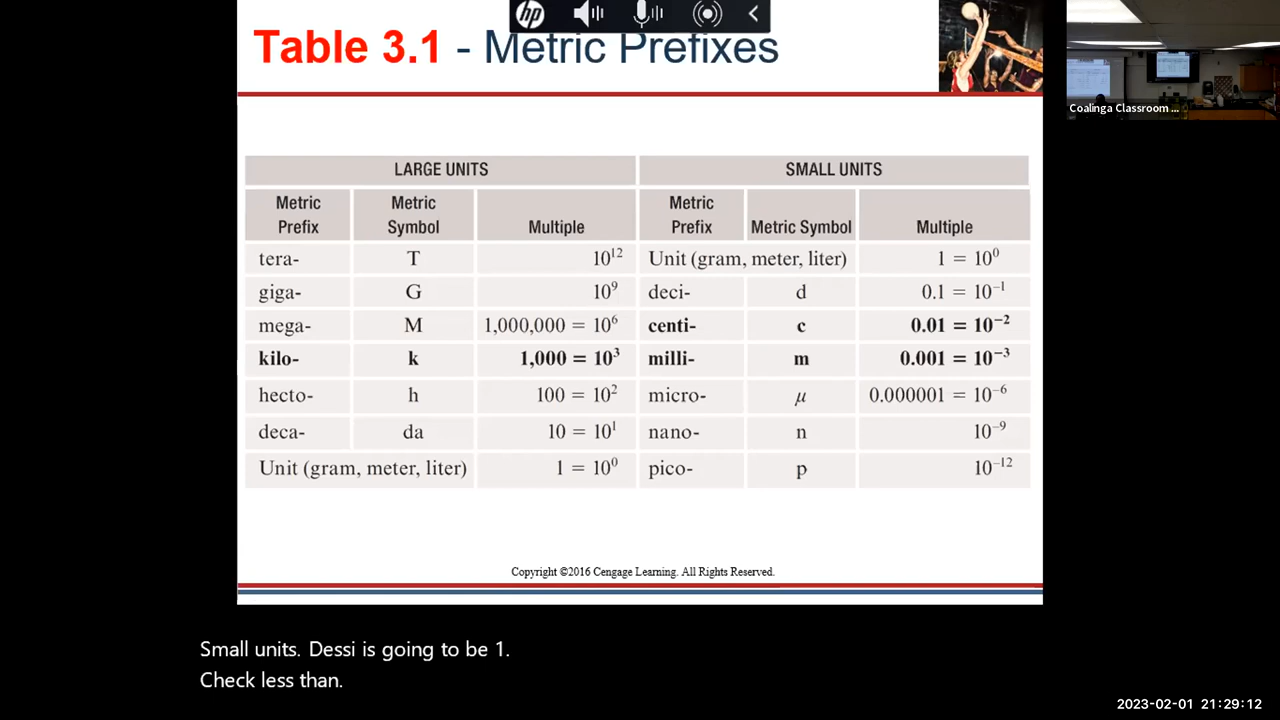 hp
Table 3.1 - Metric Prefixes
Coalinga Classroom ...
LARGE UNITS SMALL UNITS
Metric Prefix Metric Symbol Multiple Metric Prefix Metric Symbol Multiple
tera- T 10¹² Unit (gram, meter, liter) 1 = 10⁰
giga- G 10⁹ deci- d 0.1 = 10⁻¹
mega- M 1,000,000 = 10⁶ centi- c 0.01 = 10⁻²
kilo- k 1,000 = 10³ milli- m 0.001 = 10⁻³
hecto- h 100 = 10² micro- μ 0.000001 = 10⁻⁶
deca- da 10 = 10¹ nano- n 10⁻⁹
Unit (gram, meter, liter) 1 = 10⁰ pico- p 10⁻¹²
Copyright ©2016 Cengage Learning. All Rights Reserved.
Small units. Dessi is going to be 1.
Check less than.
2023-02-01 21:29:12